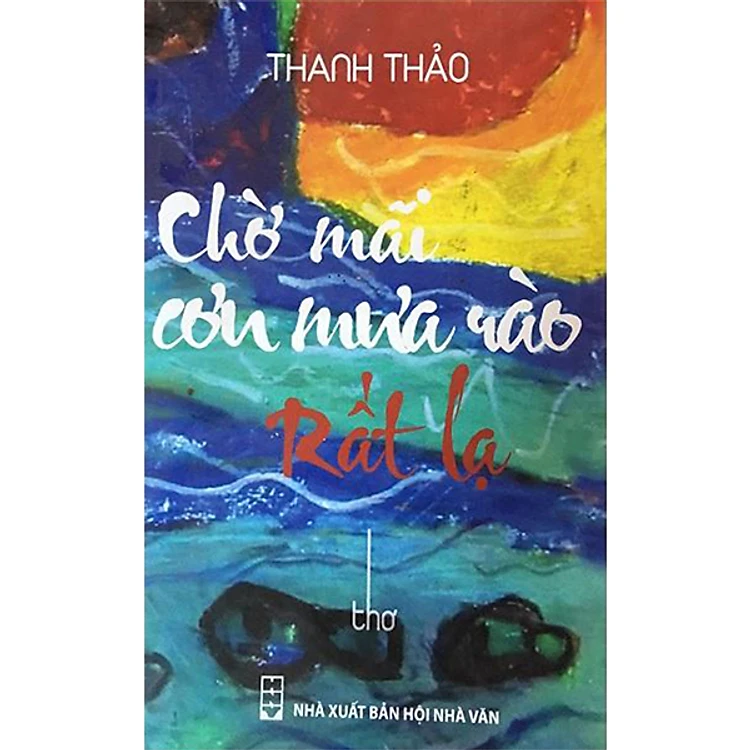 THANH THẢO
Chờ mãi
cơn mưa rào
Rất lạ
thơ
NHÀ XUẤT BẢN HỘI NHÀ VĂN